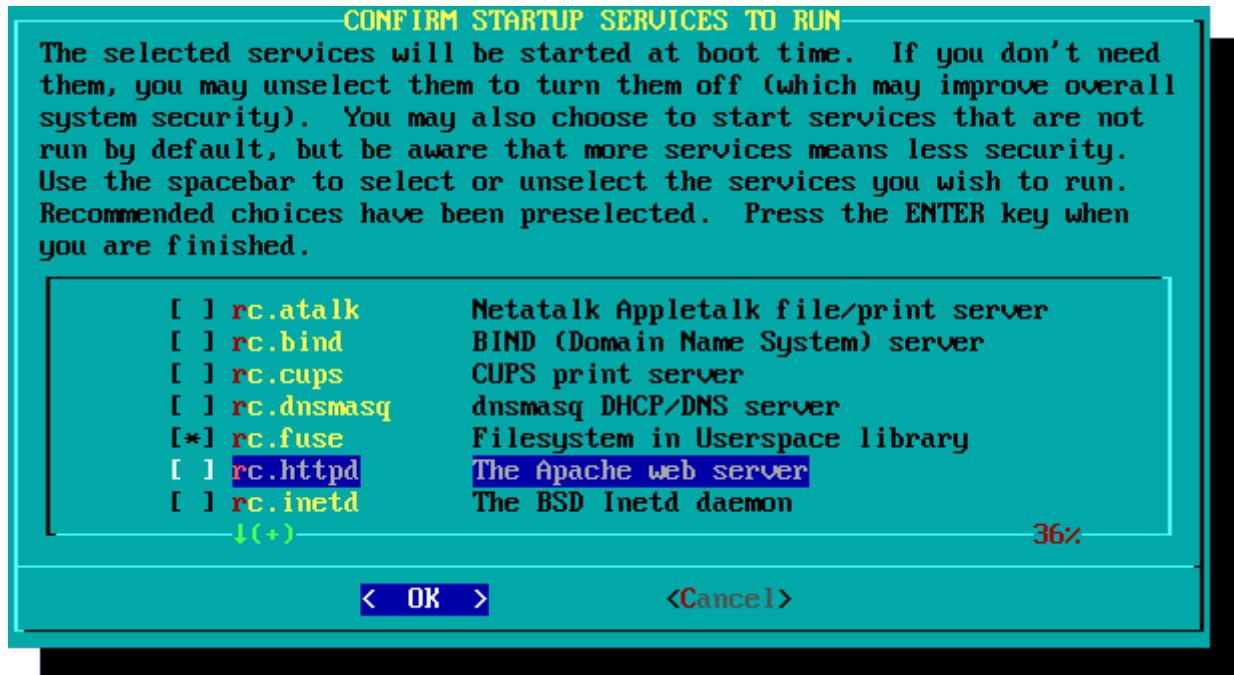 CONFIRM STARTUP SERVICES TO RUN
The selected services will be started at boot time.  If you don't need
them, you may unselect them to turn them off (which may improve overall
system security).  You may also choose to start services that are not
run by default, but be aware that more services means less security.
Use the spacebar to select or unselect the services you wish to run.
Recommended choices have been preselected.  Press the ENTER key when
you are finished.
[ ] rc.atalk Netatalk Appletalk file/print server
[ ] rc.bind BIND (Domain Name System) server
[ ] rc.cups CUPS print server
[ ] rc.dnsmasq dnsmasq DHCP/DNS server
[*] rc.fuse Filesystem in Userspace library
[ ] rc.httpd The Apache web server
[ ] rc.inetd The BSD Inetd daemon
↓(+) 36%
< OK > <Cancel>